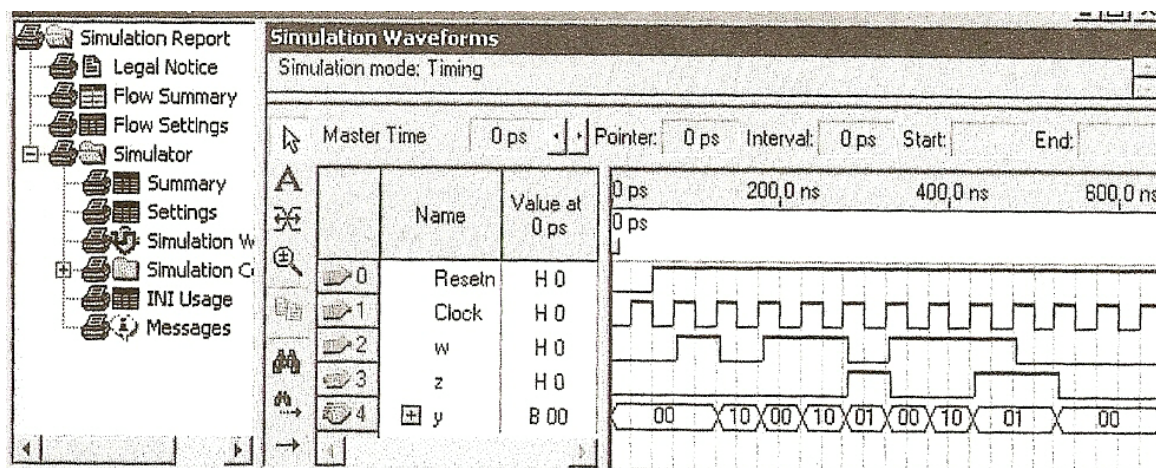 Simulation Report
Legal Notice
Flow Summary
Flow Settings
Simulator
Summary
Settings
Simulation W
Simulation C
INI Usage
Messages
Simulation Waveforms
Simulation mode: Timing
Master Time 0 ps Pointer: 0 ps Interval: 0 ps Start: End:
Name Value at 0 ps
0 ps 200,0 ns 400,0 ns 600,0 ns
0 ps
0 Resetn H 0
1 Clock H 0
2 w H 0
3 z H 0
4 y B 00 00 10 00 10 01 00 10 01 00